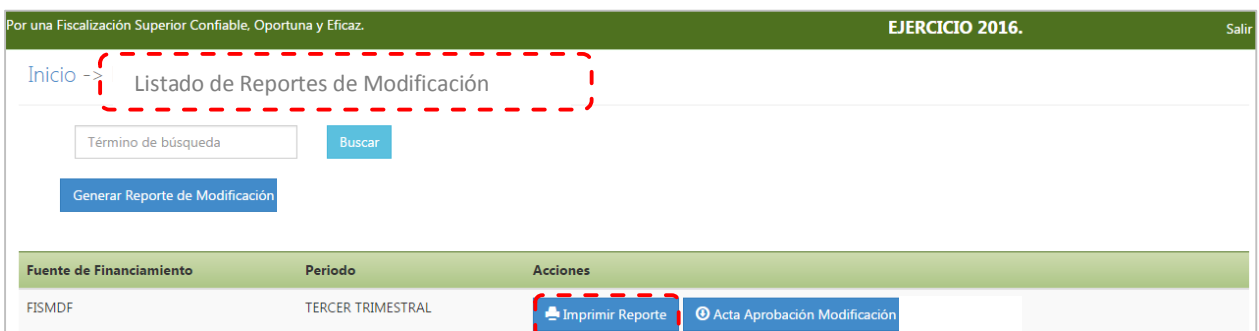 Por una Fiscalización Superior Confiable, Oportuna y Eficaz. EJERCICIO 2016. Salir
Inicio -> Listado de Reportes de Modificación
Término de búsqueda Buscar
Generar Reporte de Modificación
Fuente de Financiamiento Periodo Acciones
FISMDF TERCER TRIMESTRAL Imprimir Reporte Acta Aprobación Modificación